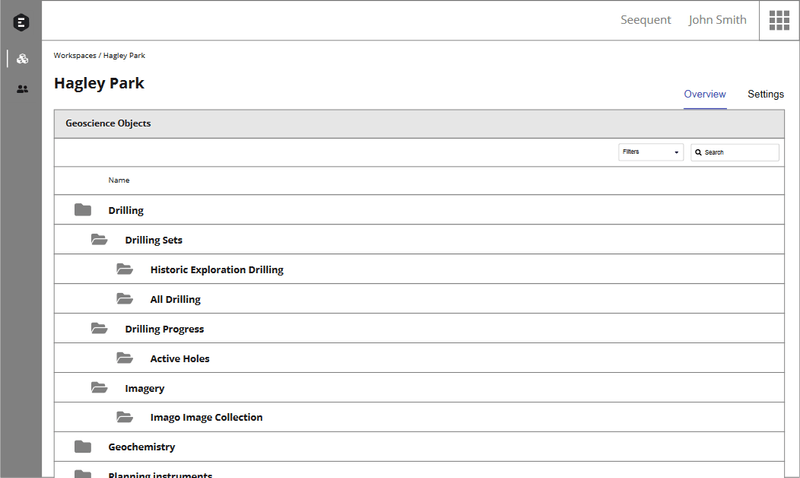 Seequent John Smith
Workspaces / Hagley Park
Hagley Park
Overview Settings
Geoscience Objects
Filters Search
Name
Drilling
Drilling Sets
Historic Exploration Drilling
All Drilling
Drilling Progress
Active Holes
Imagery
Imago Image Collection
Geochemistry
Planning instruments